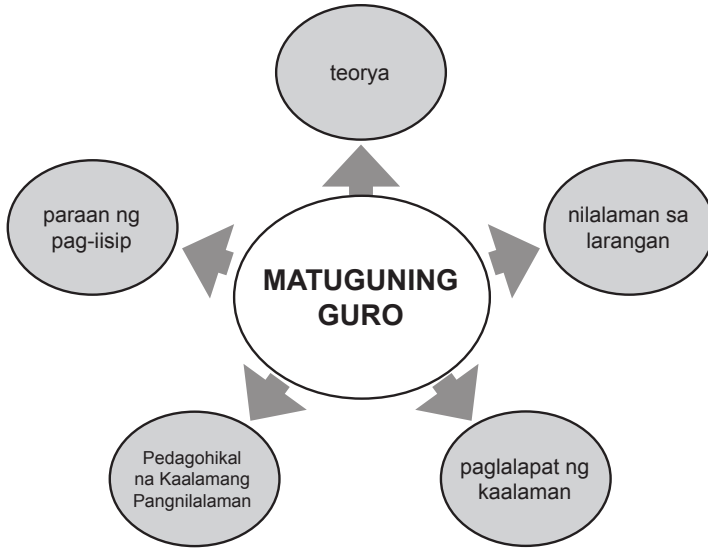 teorya
paraan ng
pag-iisip
nilalaman sa
larangan
MATUGUNING
GURO
Pedagohikal
na Kaalamang
Pangnilalaman
paglalapat ng
kaalaman